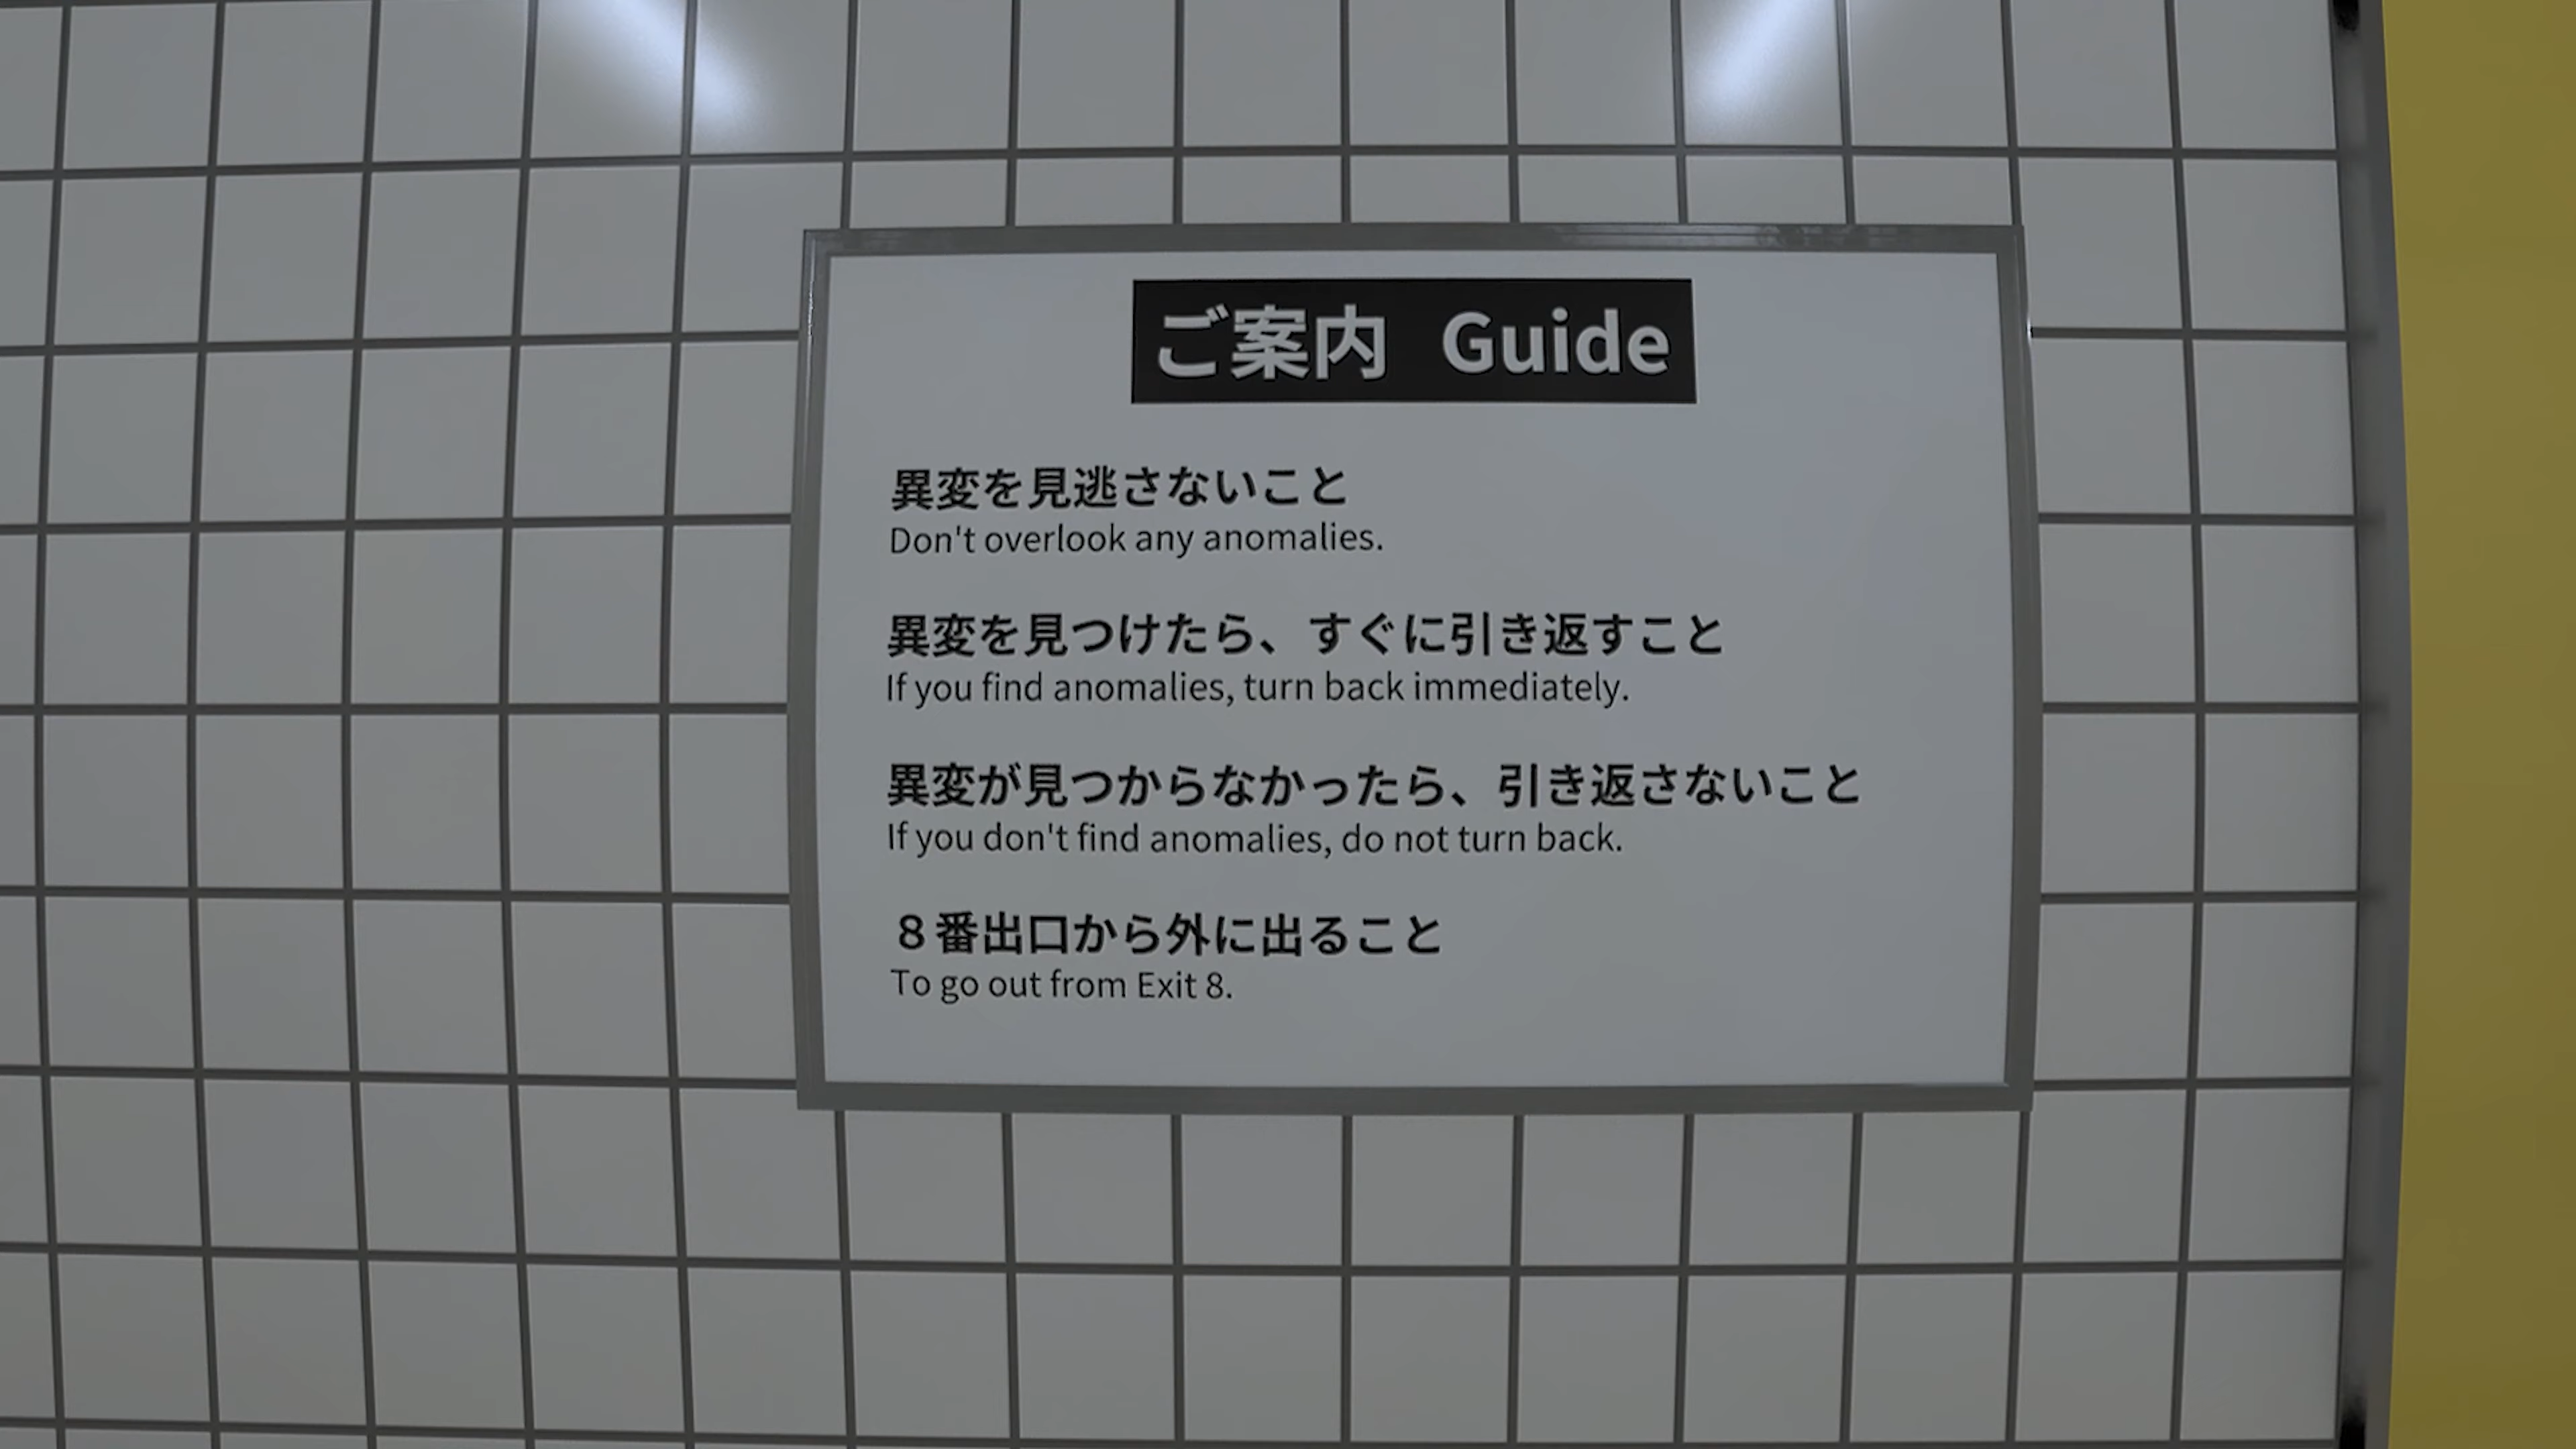 ご案内 Guide
異変を見逃さないこと
Don't overlook any anomalies.
異変を見つけたら、すぐに引き返すこと
If you find anomalies, turn back immediately.
異変が見つからなかったら、引き返さないこと
If you don't find anomalies, do not turn back.
８番出口から外に出ること
To go out from Exit 8.